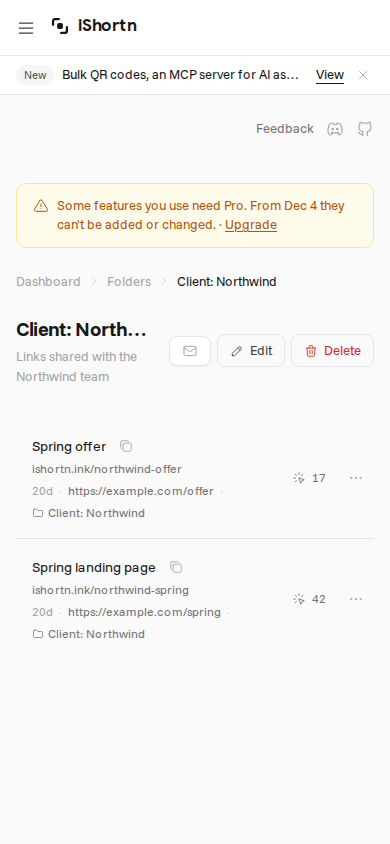 iShortn
New Bulk QR codes, an MCP server for AI as… View
Feedback
Some features you use need Pro. From Dec 4 they
can't be added or changed. · Upgrade
Dashboard Folders Client: Northwind
Client: North…
Links shared with the
Northwind team
Edit
Delete
Spring offer
ishortn.ink/northwind-offer
20d · https://example.com/offer ·
Client: Northwind
17
Spring landing page
ishortn.ink/northwind-spring
20d · https://example.com/spring ·
Client: Northwind
42